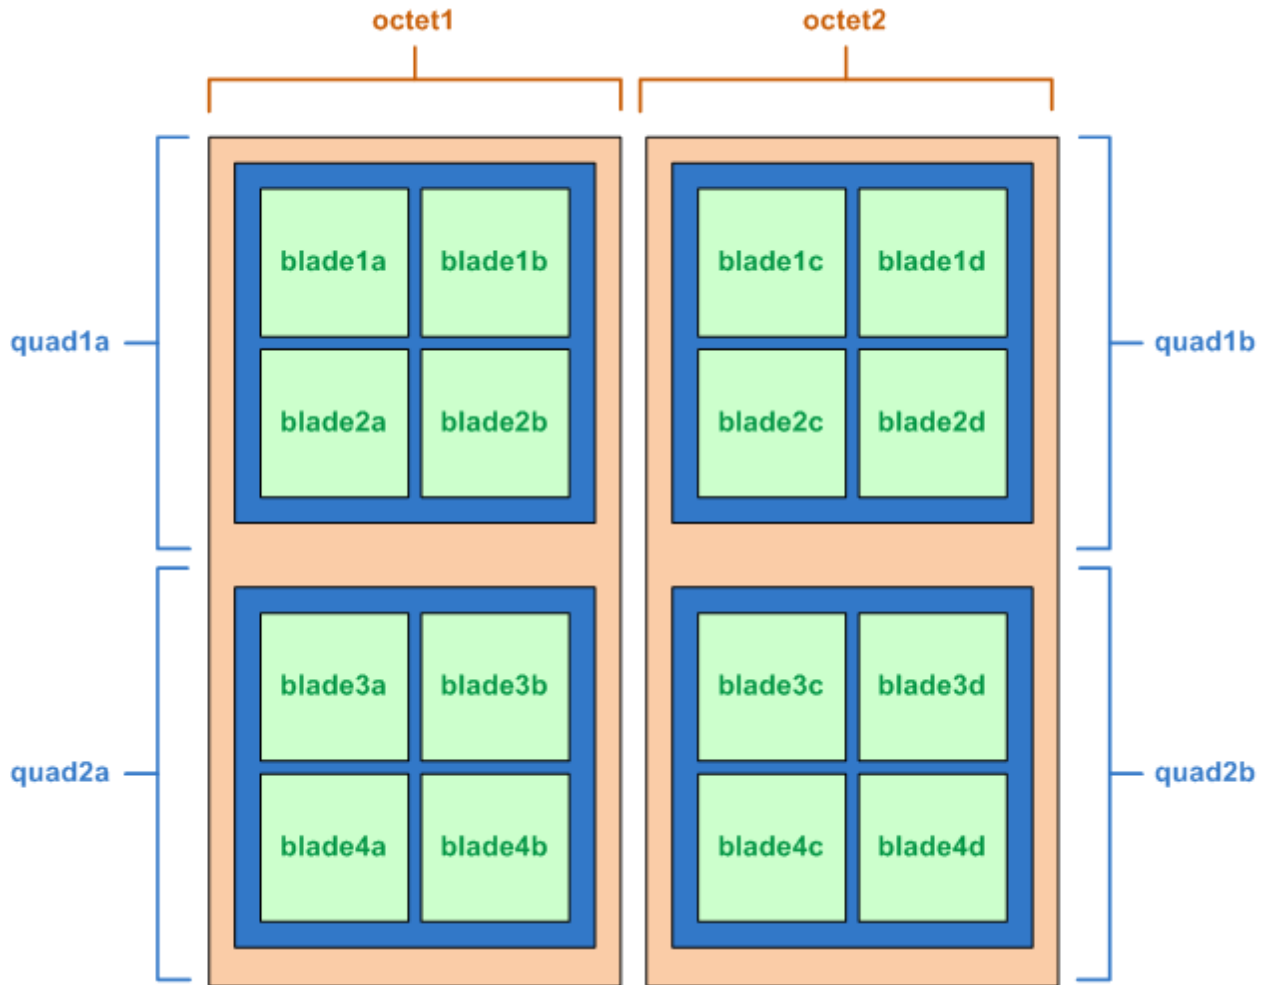 octet1 octet2
blade1a blade1b blade1c blade1d
quad1a quad1b
blade2a blade2b blade2c blade2d
blade3a blade3b blade3c blade3d
quad2a quad2b
blade4a blade4b blade4c blade4d